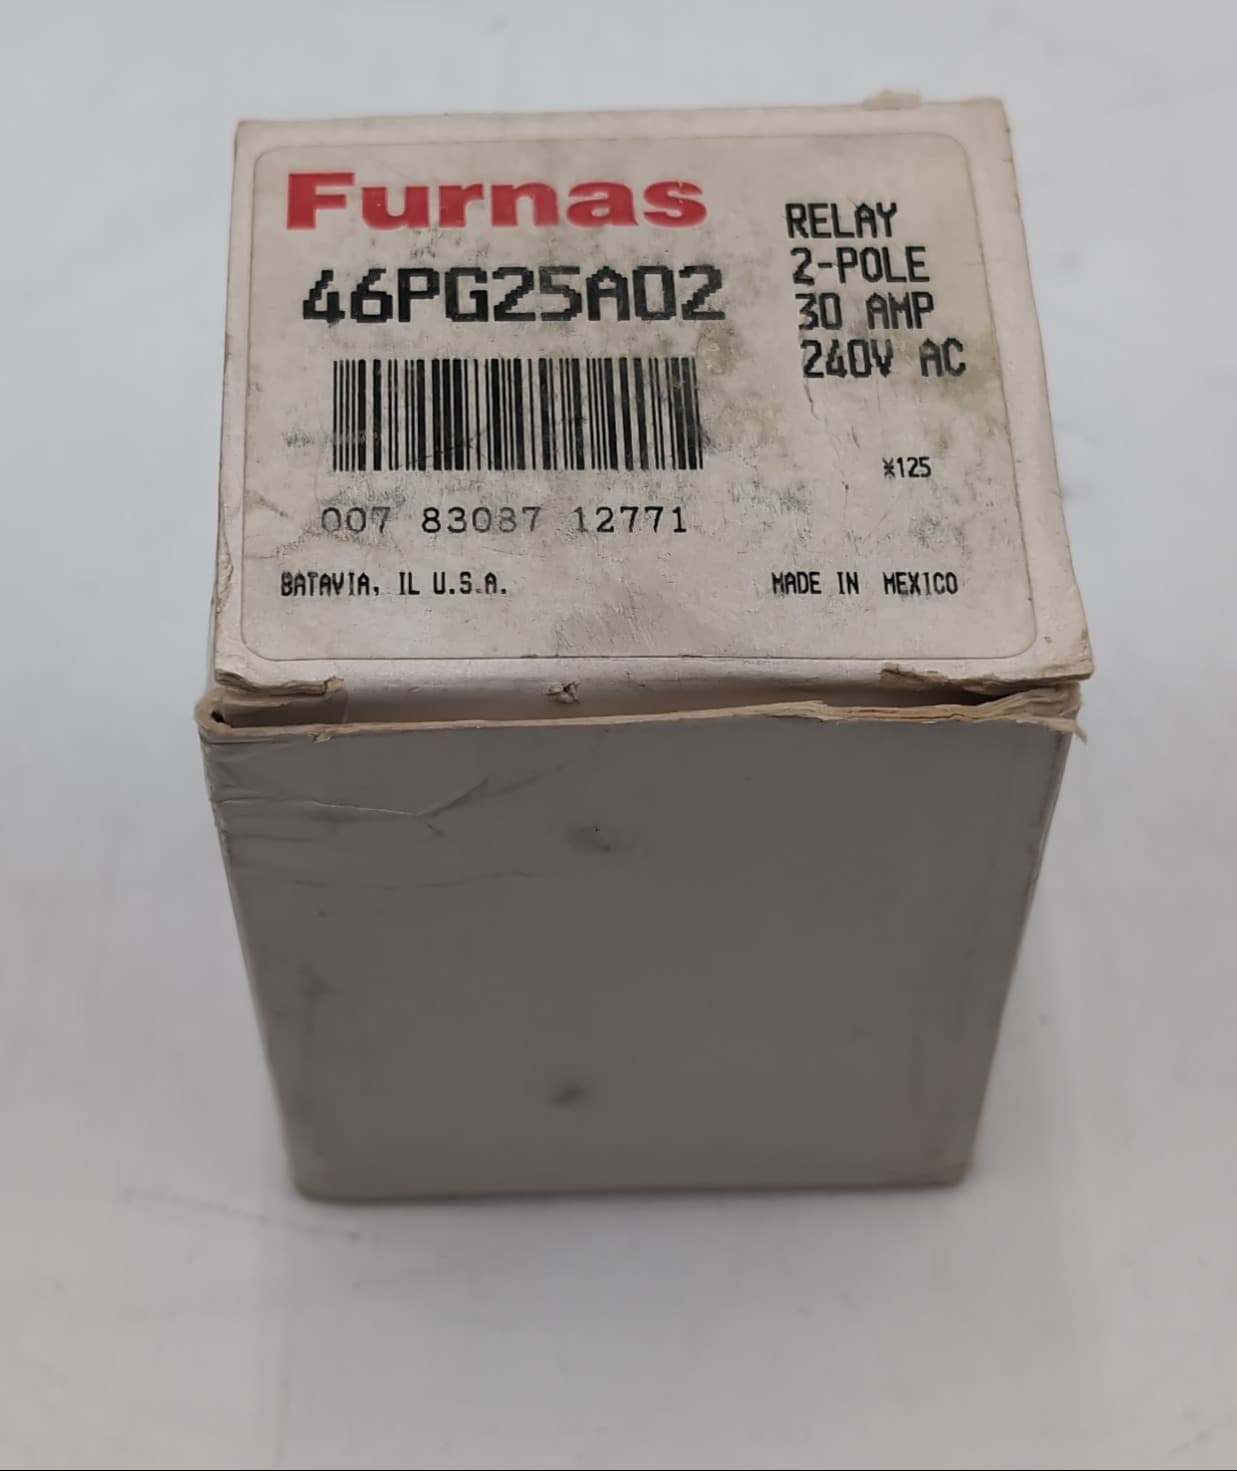 Furnas
46PG25A02
RELAY
2-POLE
30 AMP
240V AC
*125
007 83087 12771
BATAVIA, IL U.S.A.
MADE IN MEXICO